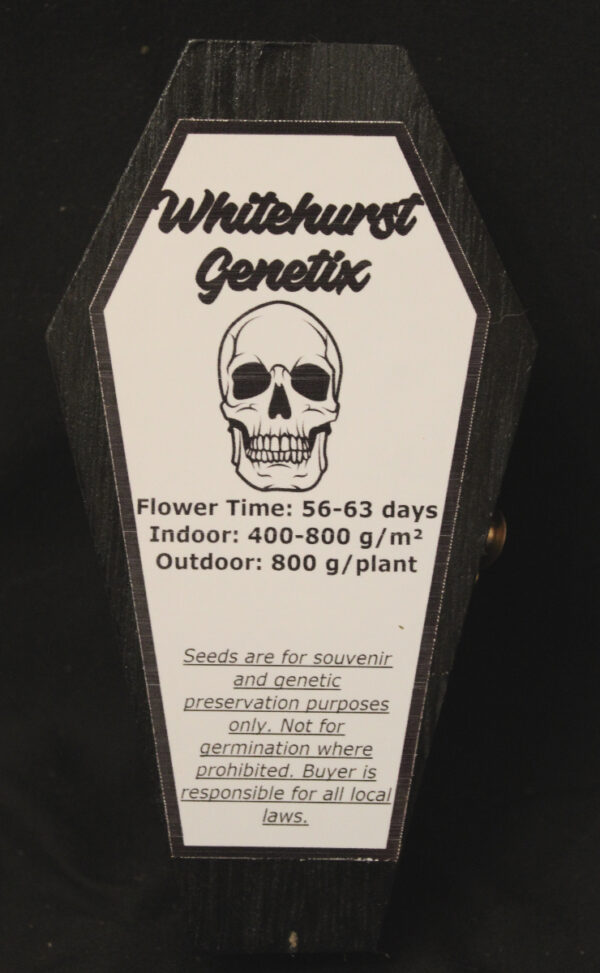 Whitehurst
Genetix
Flower Time: 56-63 days
Indoor: 400-800 g/m²
Outdoor: 800 g/plant
Seeds are for souvenir
and genetic
preservation purposes
only. Not for
germination where
prohibited. Buyer is
responsible for all local
laws.